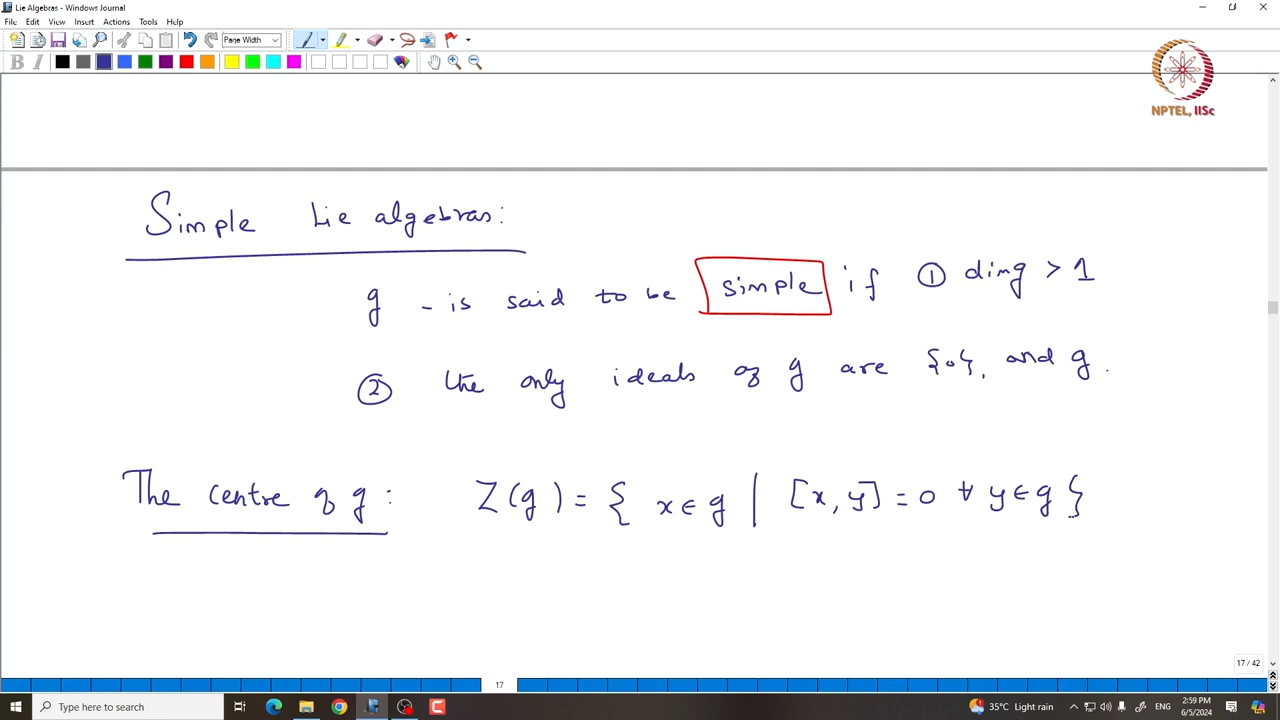 Lie Algebras - Windows Journal
File Edit View Insert Actions Tools Help
Page Width
B I
NPTEL, IISc
Simple Lie algebras:
g - is said to be simple if ① dim g > 1
② the only ideals of g are {0}, and g.
The centre of g: Z(g) = { x ∈ g | [x, y] = 0 ∀ y ∈ g }
17 / 42
17
Type here to search
35°C Light rain
ENG
2:59 PM
6/5/2024